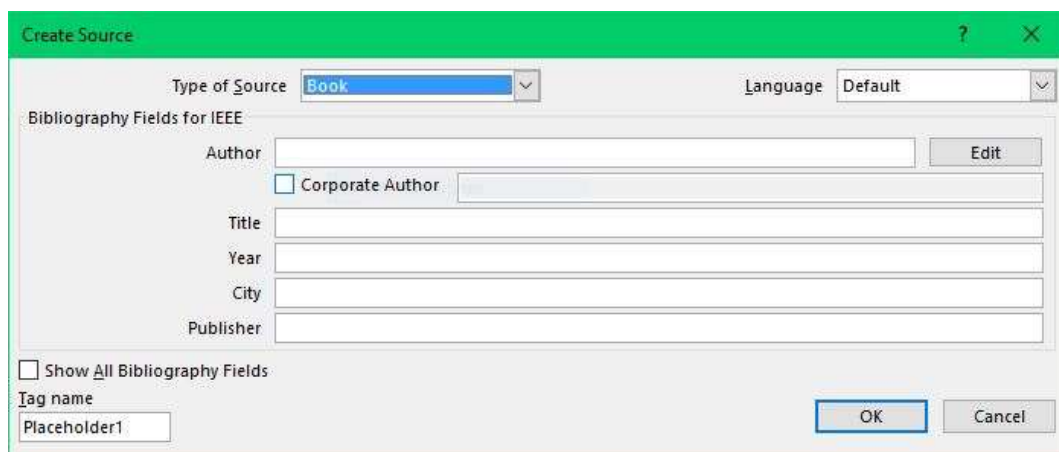 Create Source ?
Type of Source Book Language Default
Bibliography Fields for IEEE
Author Edit
Corporate Author
Title
Year
City
Publisher
Show All Bibliography Fields
Tag name
Placeholder1 OK Cancel